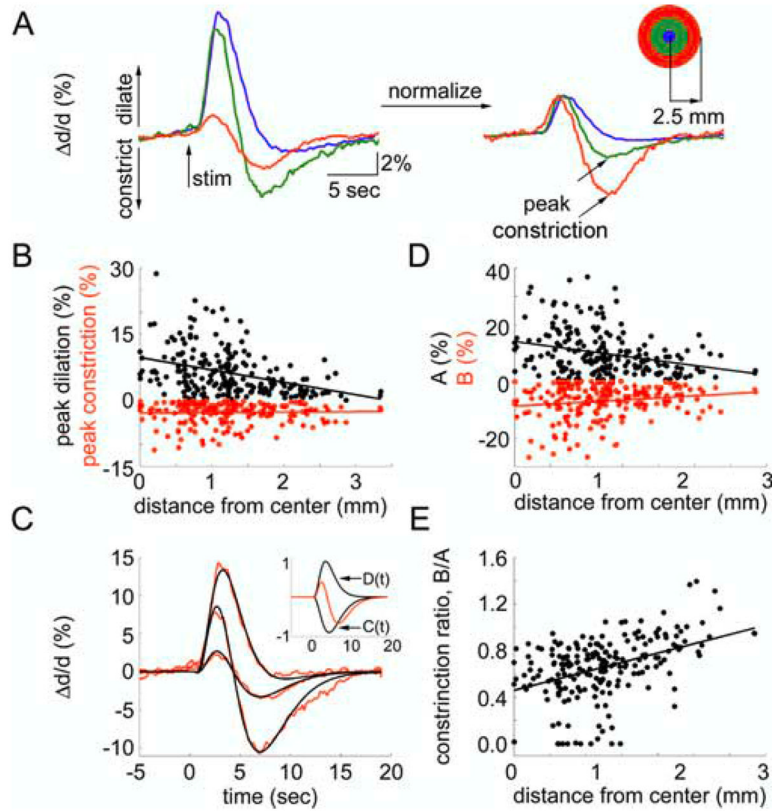 A
Δd/d (%)
constrict dilate
stim
5 sec
2%
normalize
2.5 mm
peak
constriction
B
peak dilation (%)
peak constriction (%)
30
15
0
-15
0 1 2 3
distance from center (mm)
D
A (%)
B (%)
40
20
0
-20
0 1 2 3
distance from center (mm)
C
Δd/d (%)
15
10
5
0
-5
-10
-5 0 5 10 15 20
time (sec)
1
-1
D(t)
C(t)
0 10 20
E
constrinction ratio, B/A
1.6
1.2
0.8
0.4
0.0
0 1 2 3
distance from center (mm)